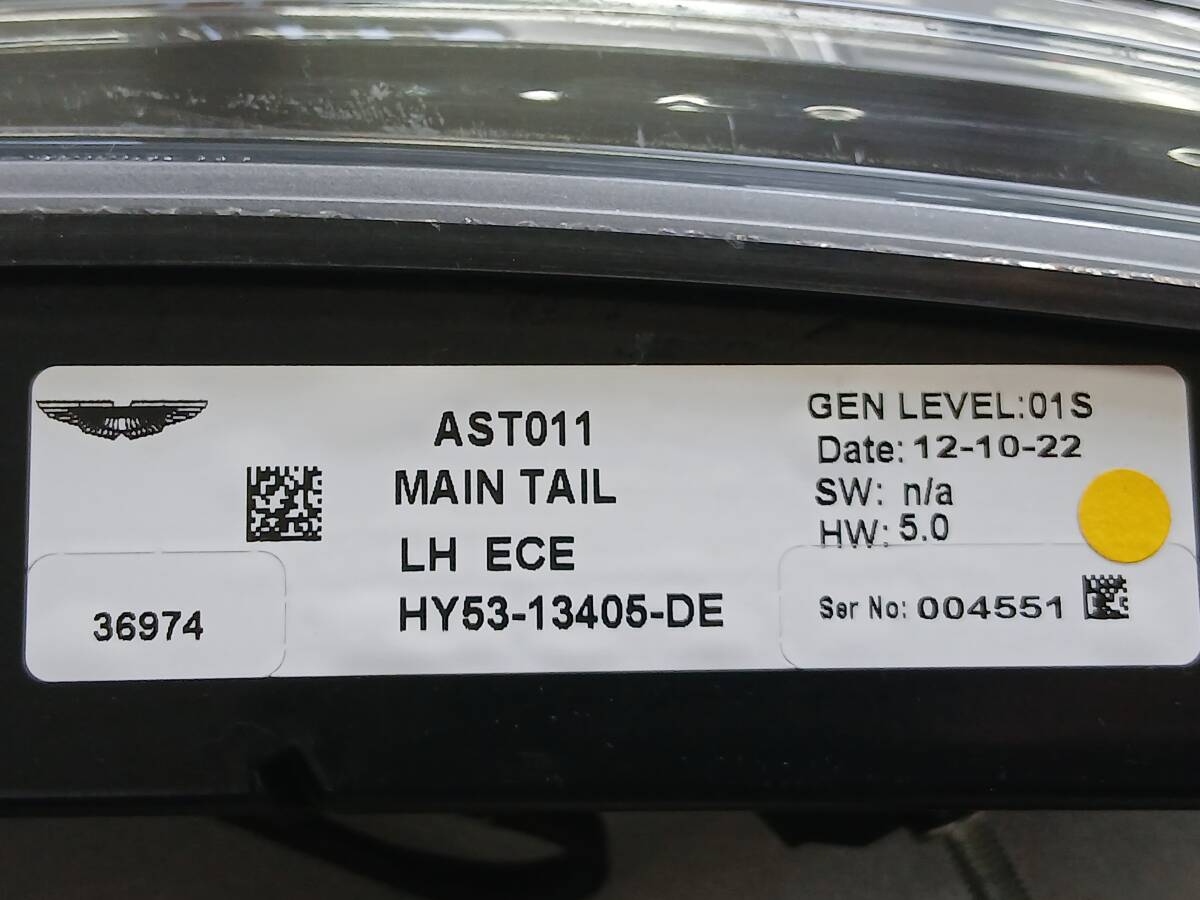 AST011
MAIN TAIL
LH ECE
HY53-13405-DE
36974
GEN LEVEL:01S
Date: 12-10-22
SW: n/a
HW: 5.0
Ser No: 004551